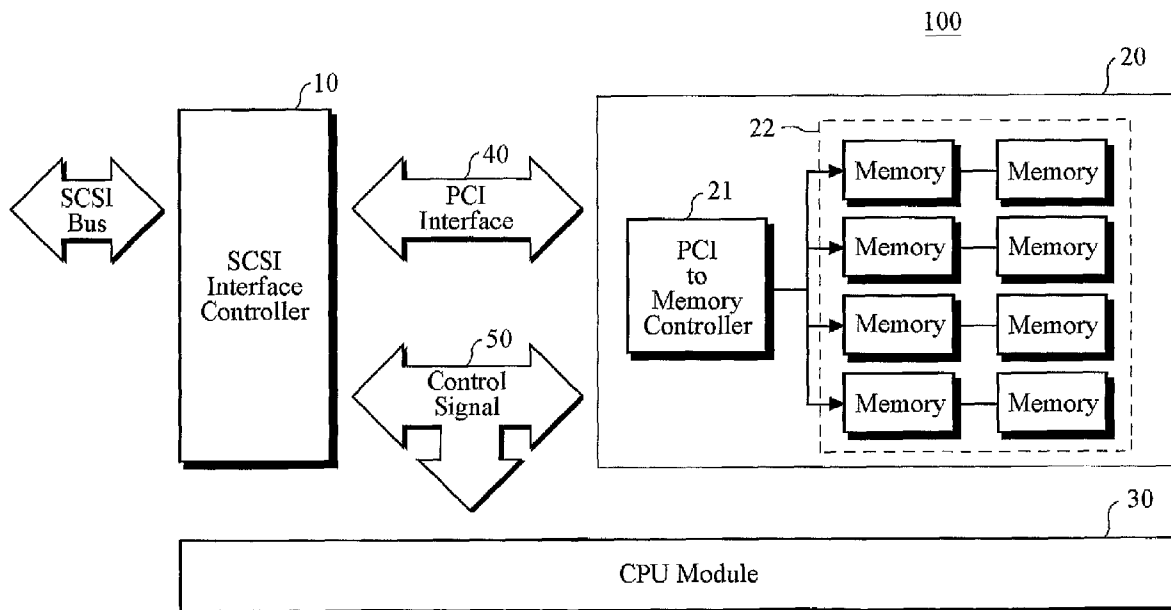 100
10
20
22
40
SCSI
Bus
PCI
Interface
SCSI
Interface
Controller
21
PCI
to
Memory
Controller
Memory
Memory
Memory
Memory
Memory
Memory
Memory
Memory
50
Control
Signal
30
CPU Module